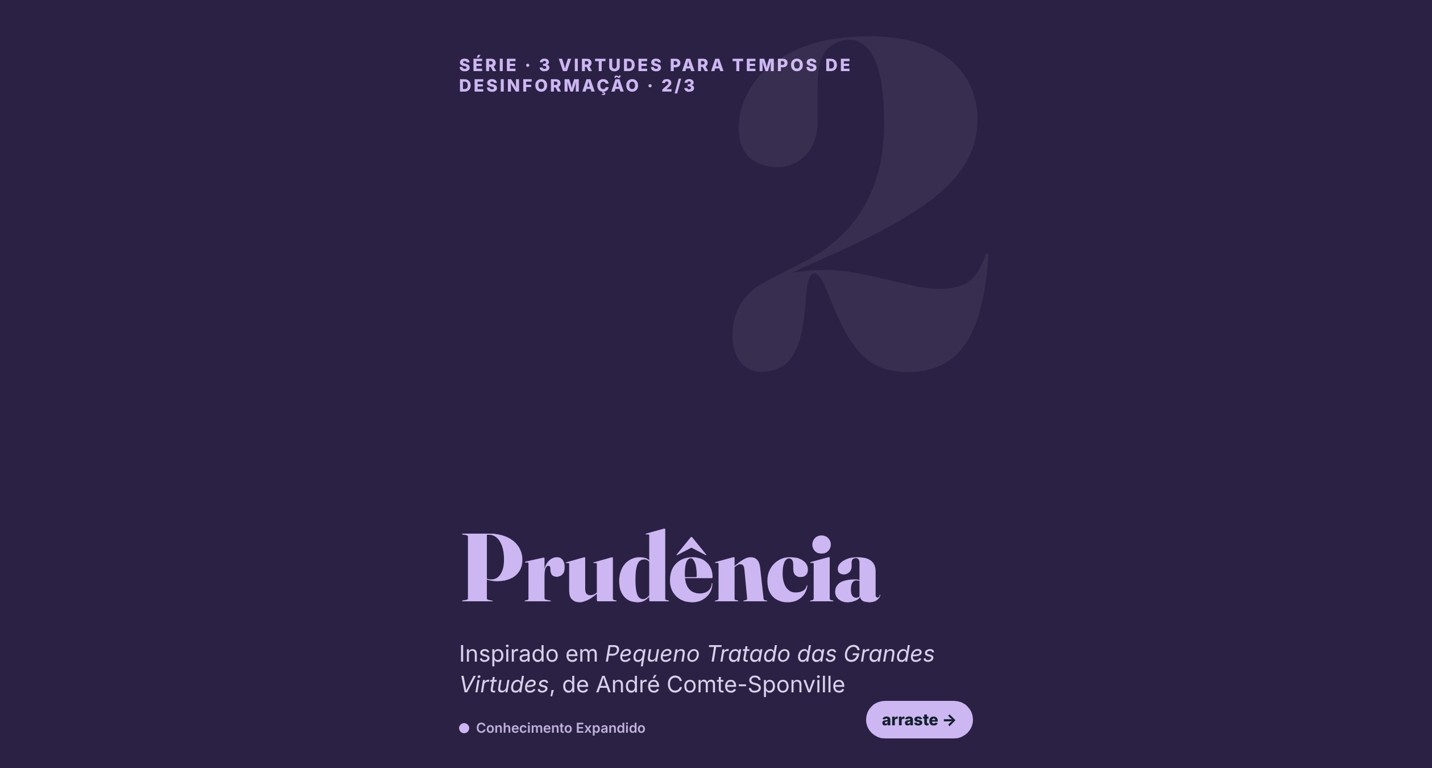 SÉRIE · 3 VIRTUDES PARA TEMPOS DE
DESINFORMAÇÃO · 2/3
2
Prudência
Inspirado em Pequeno Tratado das Grandes
Virtudes, de André Comte-Sponville
Conhecimento Expandido
arraste →